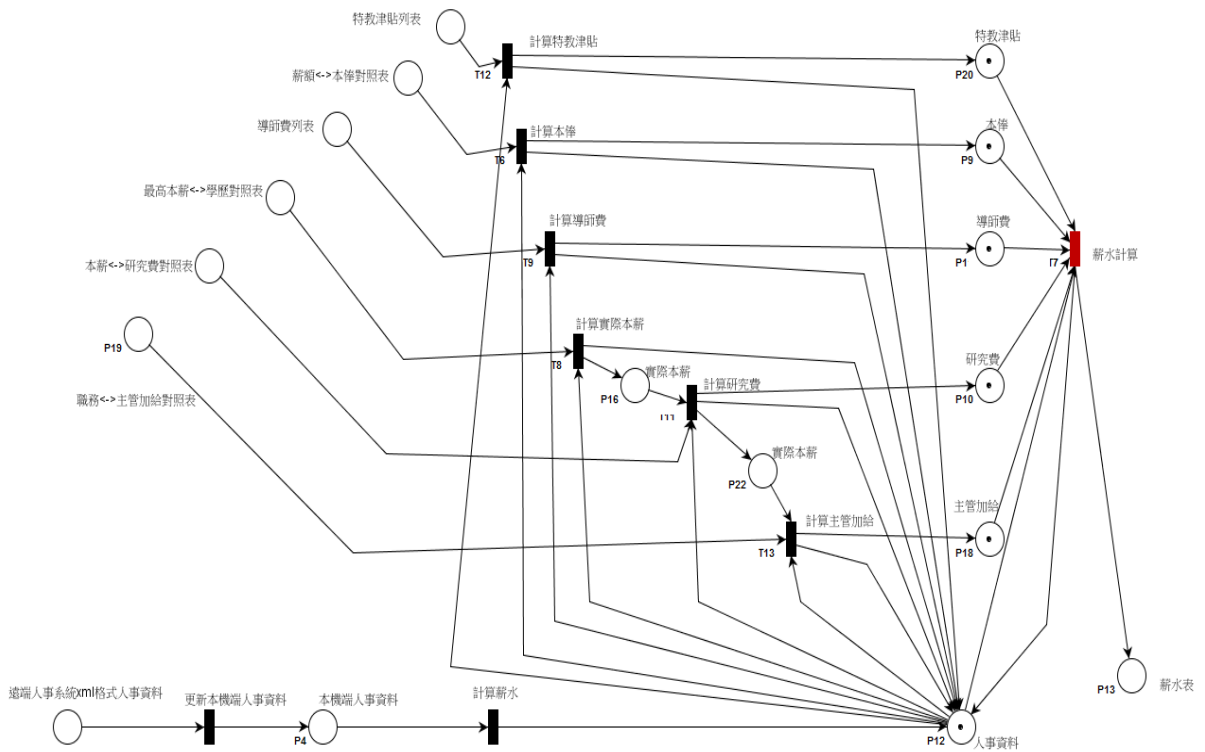 特教津貼列表
計算特教津貼
特教津貼
T12
P20
薪額<->本俸對照表
導師費列表
計算本俸
本俸
T6
P9
最高本薪<->學歷對照表
計算導師費
導師費
T9
P1
T7
薪水計算
本薪<->研究費對照表
P19
計算實際本薪
T8
實際本薪
P16
計算研究費
研究費
T11
P10
職務<->主管加給對照表
實際本薪
P22
計算主管加給
主管加給
T13
P18
遠端人事系統xml格式人事資料
更新本機端人事資料
本機端人事資料
計算薪水
P13
薪水表
P4
P12
人事資料